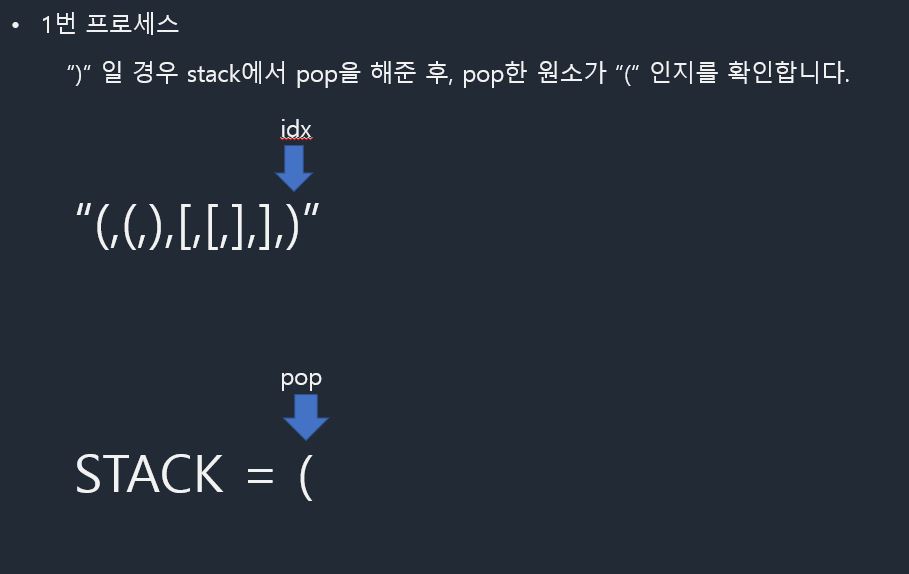 • 1번 프로세스
“)“ 일 경우 stack에서 pop을 해준 후, pop한 원소가 “(“ 인지를 확인합니다.
idx
“(,(,),[,[,],],)”
pop
STACK = (